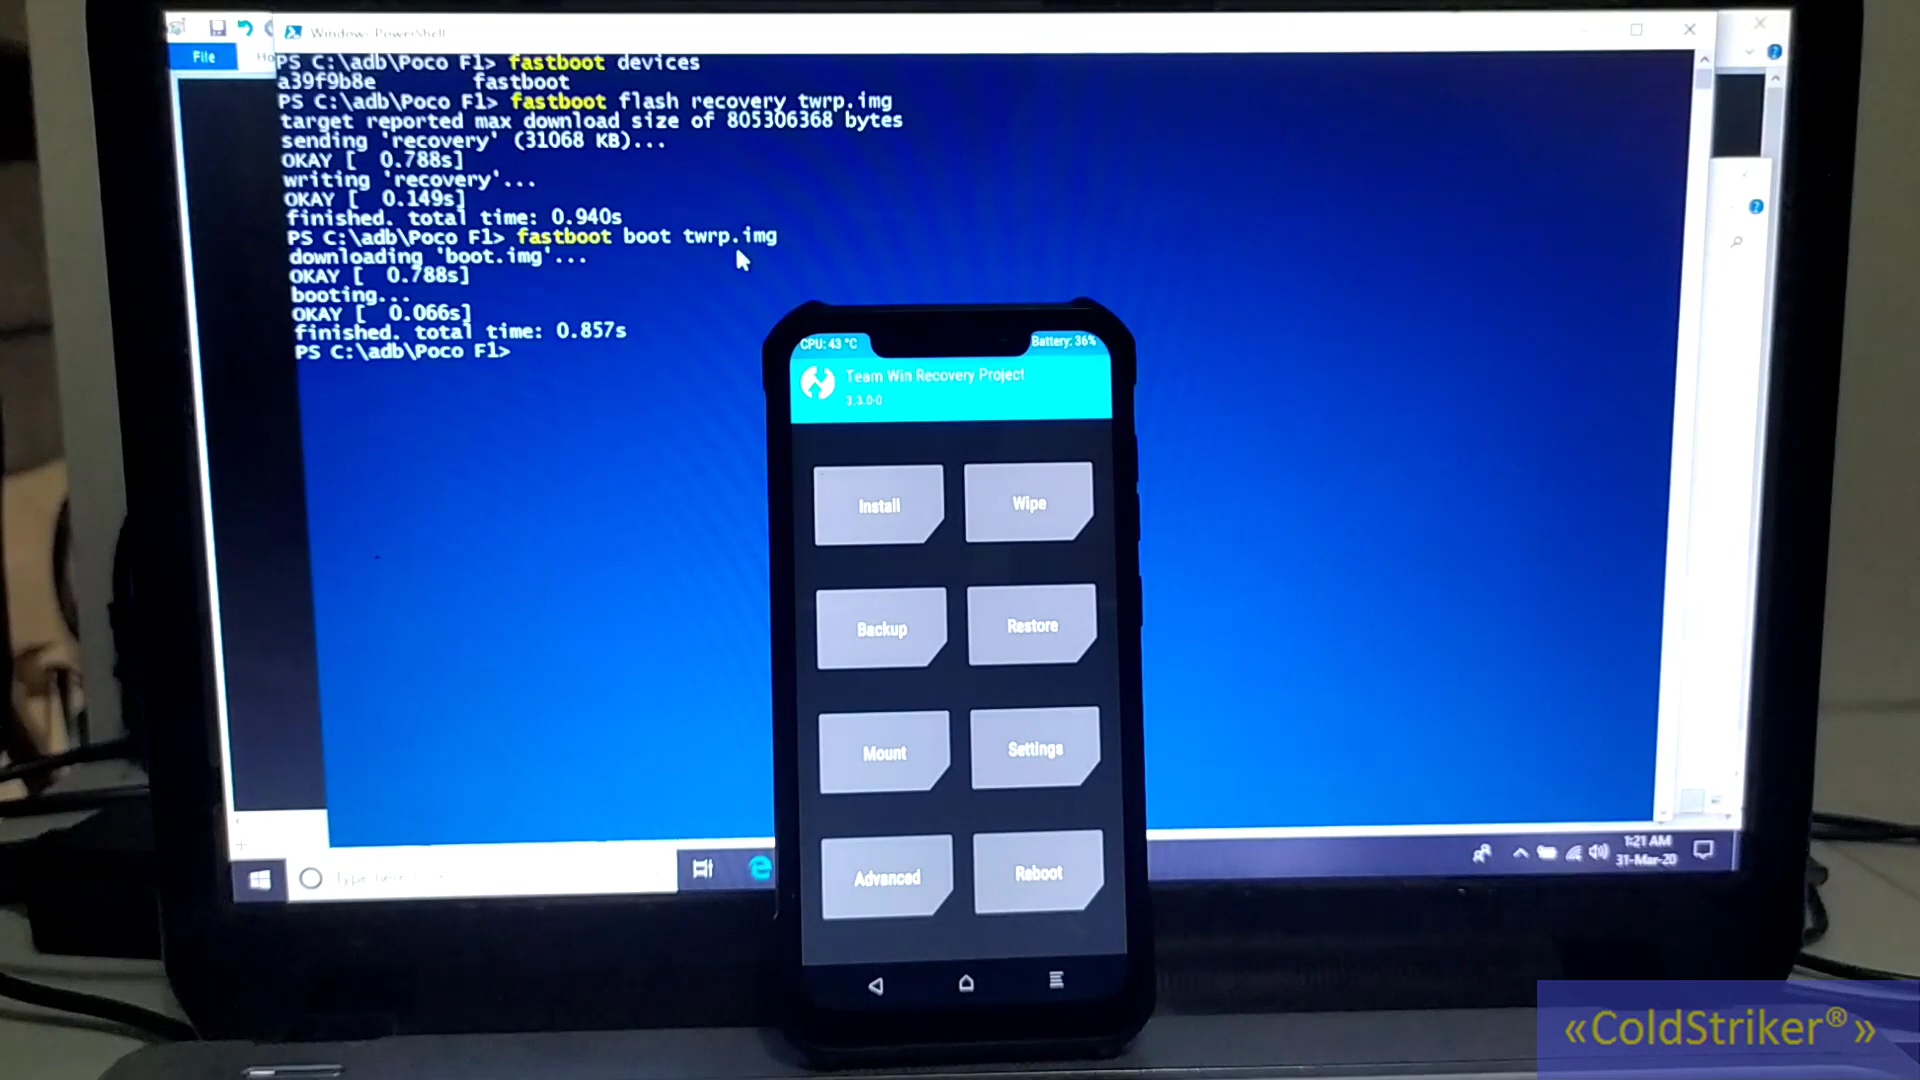 Windows PowerShell
File
PS C:\adb\Poco F1> fastboot devices
a39f9b8e fastboot
PS C:\adb\Poco F1> fastboot flash recovery twrp.img
target reported max download size of 805306368 bytes
sending 'recovery' (31068 KB)...
OKAY [ 0.788s]
writing 'recovery'...
OKAY [ 0.149s]
finished. total time: 0.940s
PS C:\adb\Poco F1> fastboot boot twrp.img
downloading 'boot.img'...
OKAY [ 0.788s]
booting...
OKAY [ 0.066s]
finished. total time: 0.857s
PS C:\adb\Poco F1>
CPU: 43 °C
Battery: 36%
Team Win Recovery Project
3.3.0-0
Install
Wipe
Backup
Restore
Mount
Settings
Advanced
Reboot
1:21 AM
31-Mar-20
«ColdStriker®»